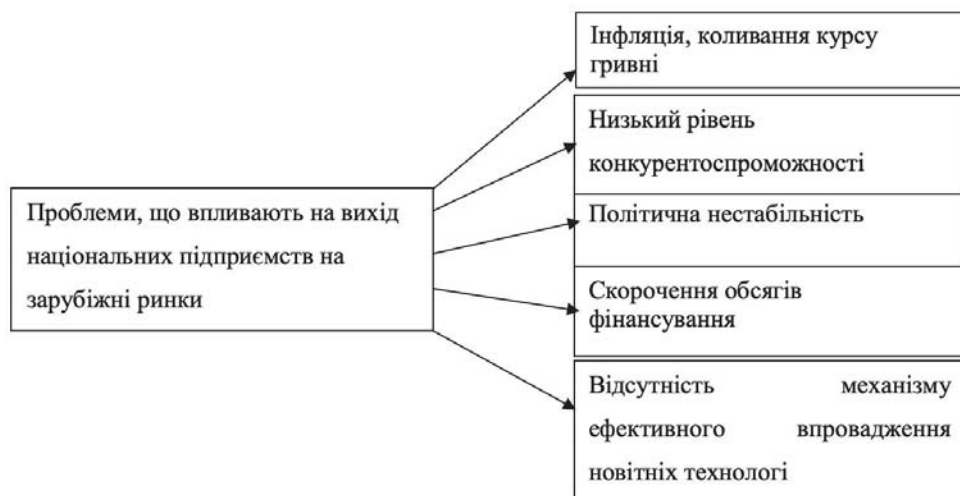 Проблеми, що впливають на вихід
національних підприємств на
зарубіжні ринки
Інфляція, коливання курсу
гривні
Низький рівень
конкурентоспроможності
Політична нестабільність
Скорочення обсягів
фінансування
Відсутність механізму
ефективного впровадження
новітніх технологі